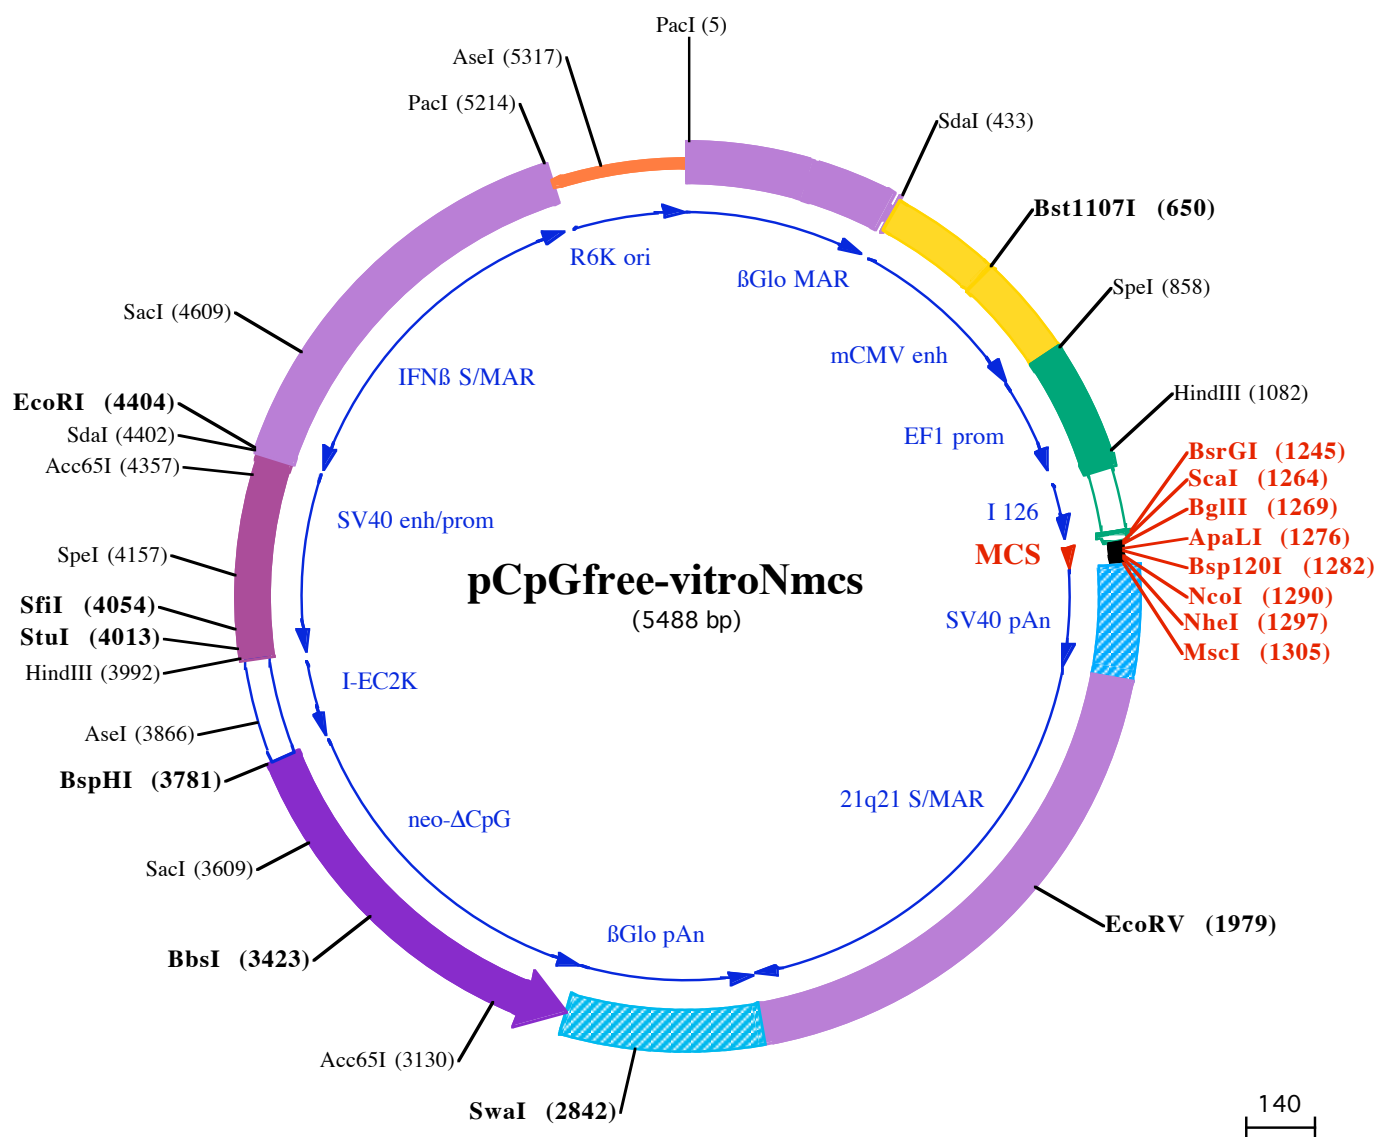 PacI (5)
AseI (5317)
PacI (5214)
SdaI (433)
Bst1107I (650)
R6K ori
ßGlo MAR
SpeI (858)
SacI (4609)
mCMV enh
IFNß S/MAR
HindIII (1082)
EcoRI (4404)
SdaI (4402)
EF1 prom
BsrGI (1245)
Acc65I (4357)
ScaI (1264)
SV40 enh/prom
I 126
BglII (1269)
ApaLI (1276)
SpeI (4157)
MCS
Bsp120I (1282)
pCpGfree-vitroNmcs
NcoI (1290)
SfiI (4054)
(5488 bp)
SV40 pAn
NheI (1297)
StuI (4013)
MscI (1305)
HindIII (3992)
I-EC2K
AseI (3866)
BspHI (3781)
21q21 S/MAR
neo-ΔCpG
SacI (3609)
EcoRV (1979)
ßGlo pAn
BbsI (3423)
Acc65I (3130)
SwaI (2842)
140